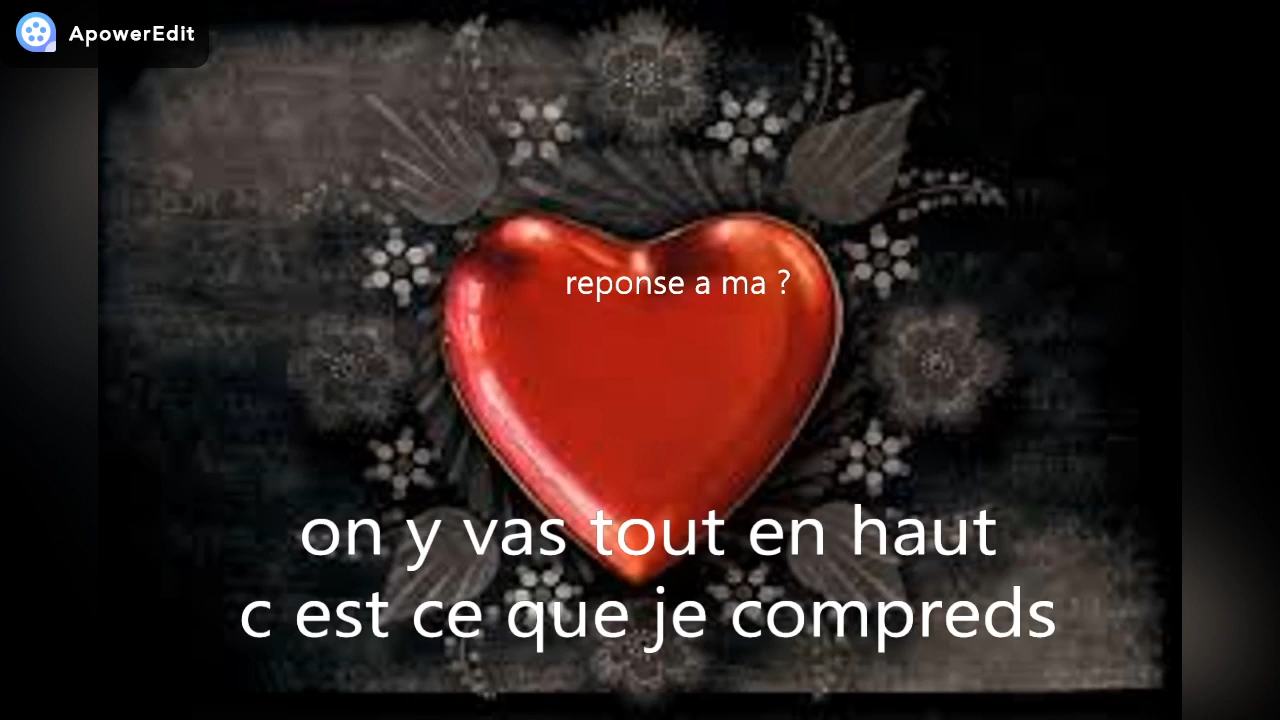 ApowerEdit
reponse a ma ?
on y vas tout en haut
c est ce que je compreds